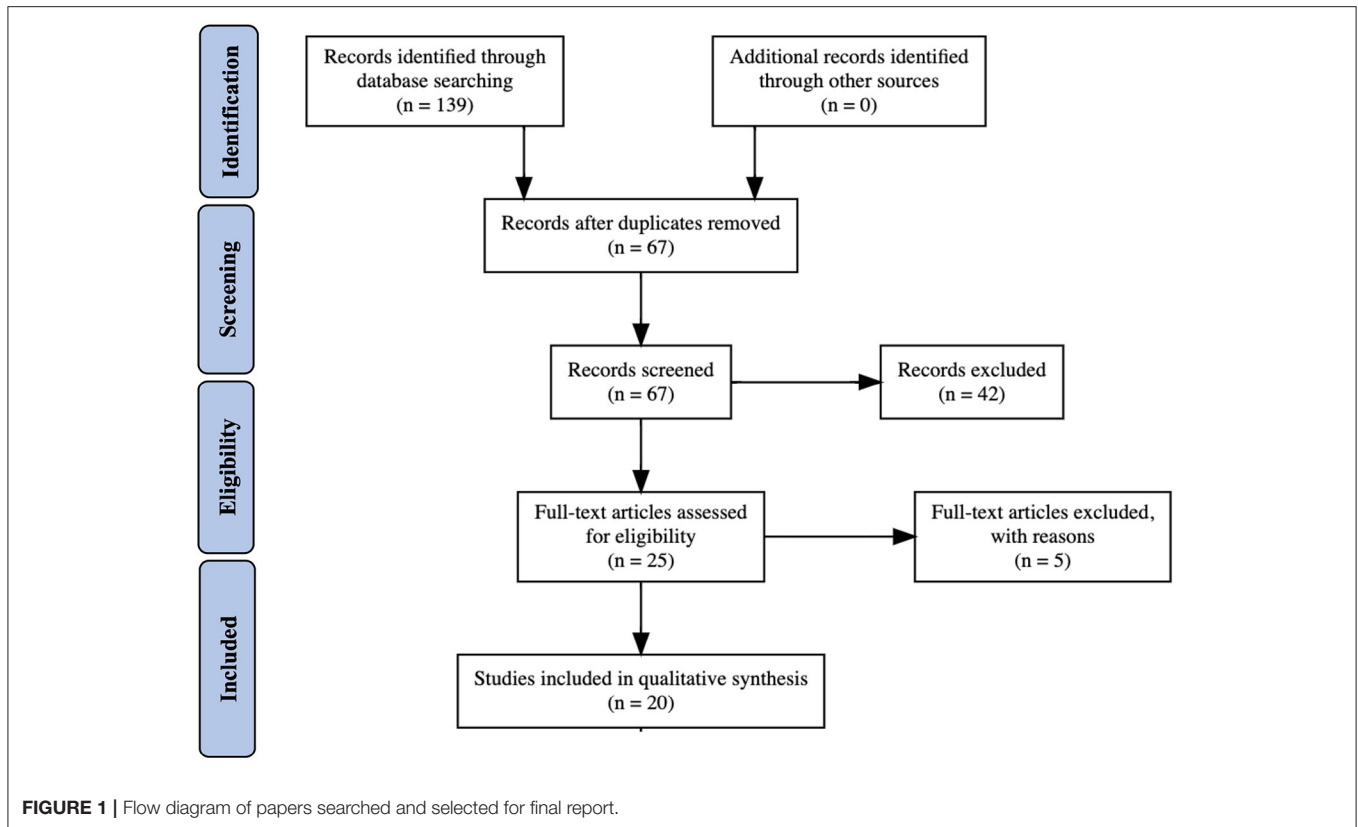 Identification
Records identified through
database searching
(n = 139)
Additional records identified
through other sources
(n = 0)
Screening
Records after duplicates removed
(n = 67)
Records screened
(n = 67)
Records excluded
(n = 42)
Eligibility
Full-text articles assessed
for eligibility
(n = 25)
Full-text articles excluded,
with reasons
(n = 5)
Included
Studies included in qualitative synthesis
(n = 20)
FIGURE 1 | Flow diagram of papers searched and selected for final report.